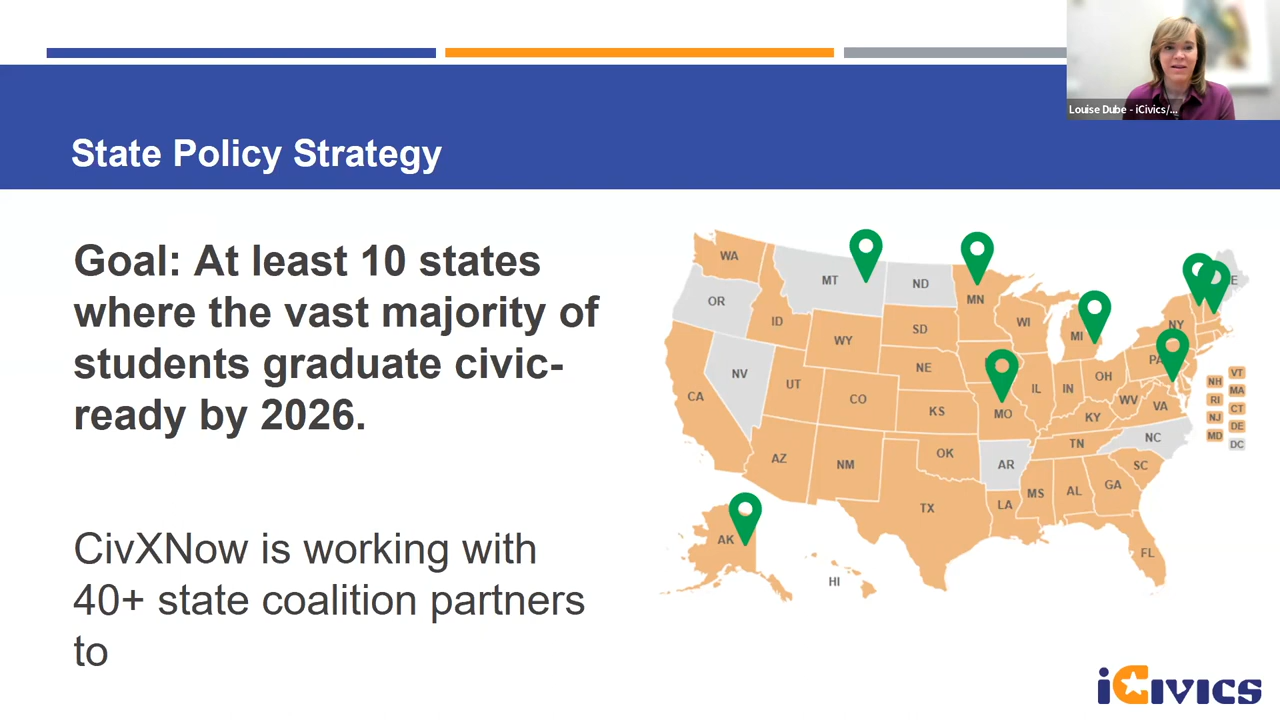 Louise Dube - iCivics/...
State Policy Strategy
Goal: At least 10 states
where the vast majority of
students graduate civic-
ready by 2026.
CivXNow is working with
40+ state coalition partners
to
WA
MT
ND
MN
OR
ID
SD
WI
MI
NY
WY
NE
PA
NV
UT
CO
KS
MO
IL
IN
OH
WV
VA
CA
KY
AZ
NM
OK
AR
TN
NC
SC
TX
LA
MS
AL
GA
FL
AK
HI
VT
NH
MA
RI
CT
NJ
DE
MD
DC
iCivics